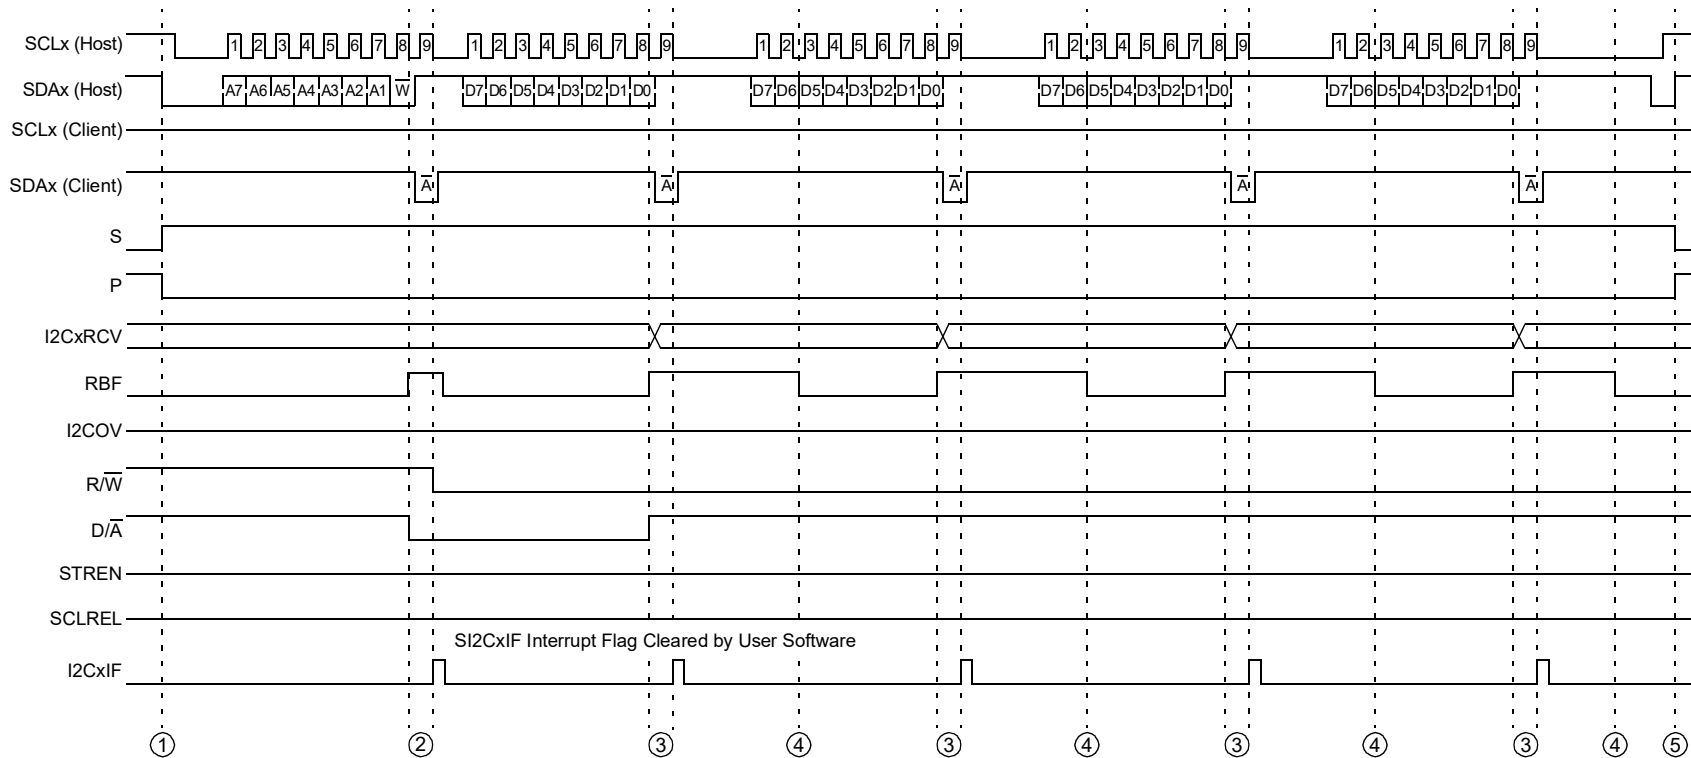 SCLx (Host) 1 2 3 4 5 6 7 8 9 1 2 3 4 5 6 7 8 9 1 2 3 4 5 6 7 8 9 1 2 3 4 5 6 7 8 9 1 2 3 4 5 6 7 8 9
SDAx (Host) A7 A6 A5 A4 A3 A2 A1 W̅ D7 D6 D5 D4 D3 D2 D1 D0 D7 D6 D5 D4 D3 D2 D1 D0 D7 D6 D5 D4 D3 D2 D1 D0 D7 D6 D5 D4 D3 D2 D1 D0
SCLx (Client)
SDAx (Client) A̅ A̅ A̅ A̅ A̅
S
P
I2CxRCV
RBF
I2COV
R/W̅
D/A̅
STREN
SCLREL
SI2CxIF Interrupt Flag Cleared by User Software
I2CxIF
1 2 3 4 3 4 3 4 3 4 5